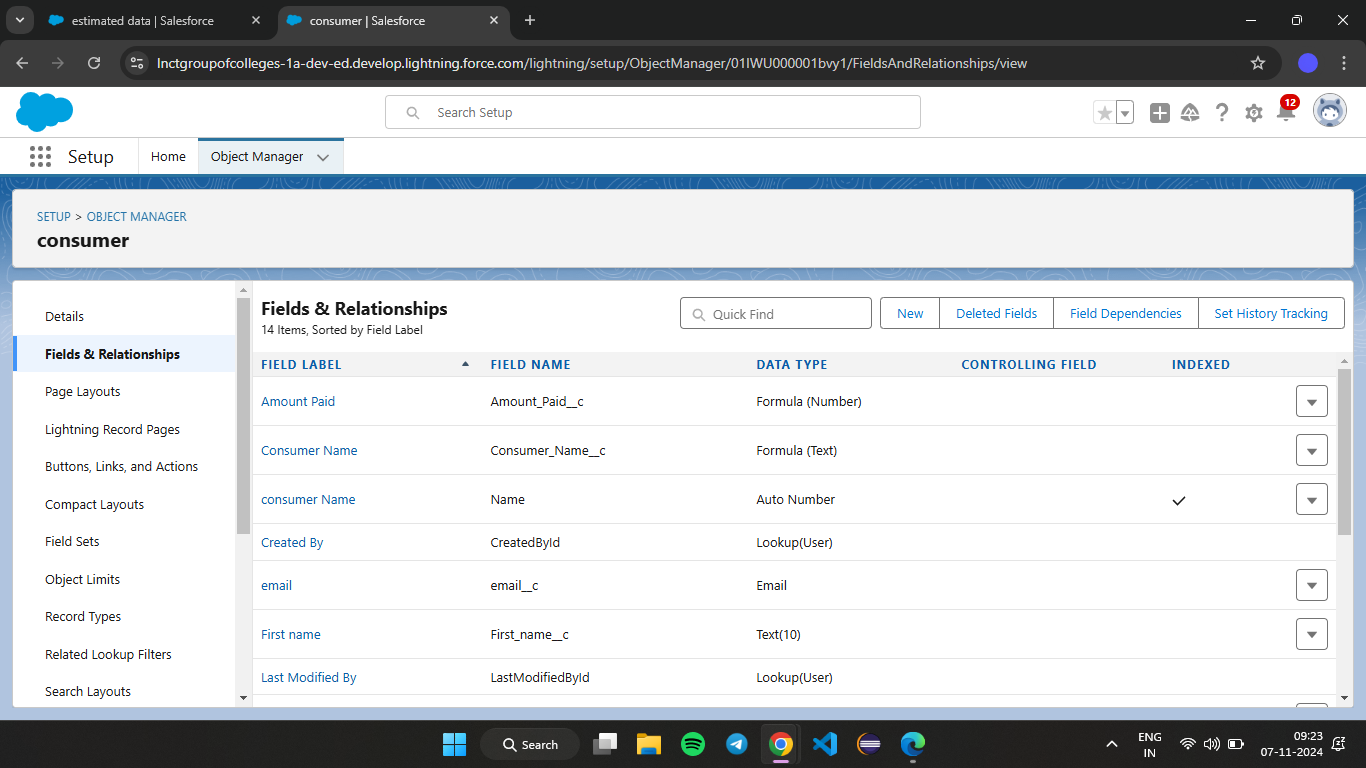 estimated data | Salesforce
consumer | Salesforce
lnctgroupofcolleges-1a-dev-ed.develop.lightning.force.com/lightning/setup/ObjectManager/01IWU000001bvy1/FieldsAndRelationships/view
Search Setup
12
Setup
Home
Object Manager
SETUP > OBJECT MANAGER
consumer
Details
Fields & Relationships
Page Layouts
Lightning Record Pages
Buttons, Links, and Actions
Compact Layouts
Field Sets
Object Limits
Record Types
Related Lookup Filters
Search Layouts
Fields & Relationships
14 Items, Sorted by Field Label
Quick Find
New
Deleted Fields
Field Dependencies
Set History Tracking
FIELD LABEL FIELD NAME DATA TYPE CONTROLLING FIELD INDEXED
Amount Paid Amount_Paid__c Formula (Number)
Consumer Name Consumer_Name__c Formula (Text)
consumer Name Name Auto Number
Created By CreatedById Lookup(User)
email email__c Email
First name First_name__c Text(10)
Last Modified By LastModifiedById Lookup(User)
Search
ENG
IN
09:23
07-11-2024